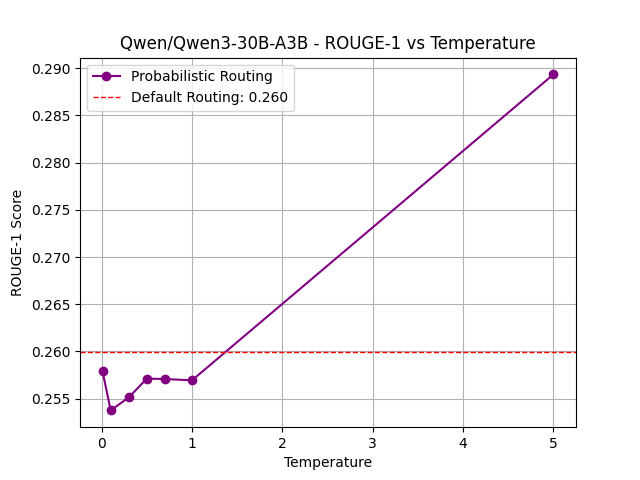 Qwen/Qwen3-30B-A3B - ROUGE-1 vs Temperature
Probabilistic Routing
Default Routing: 0.260
ROUGE-1 Score
0.290
0.285
0.280
0.275
0.270
0.265
0.260
0.255
0 1 2 3 4 5
Temperature